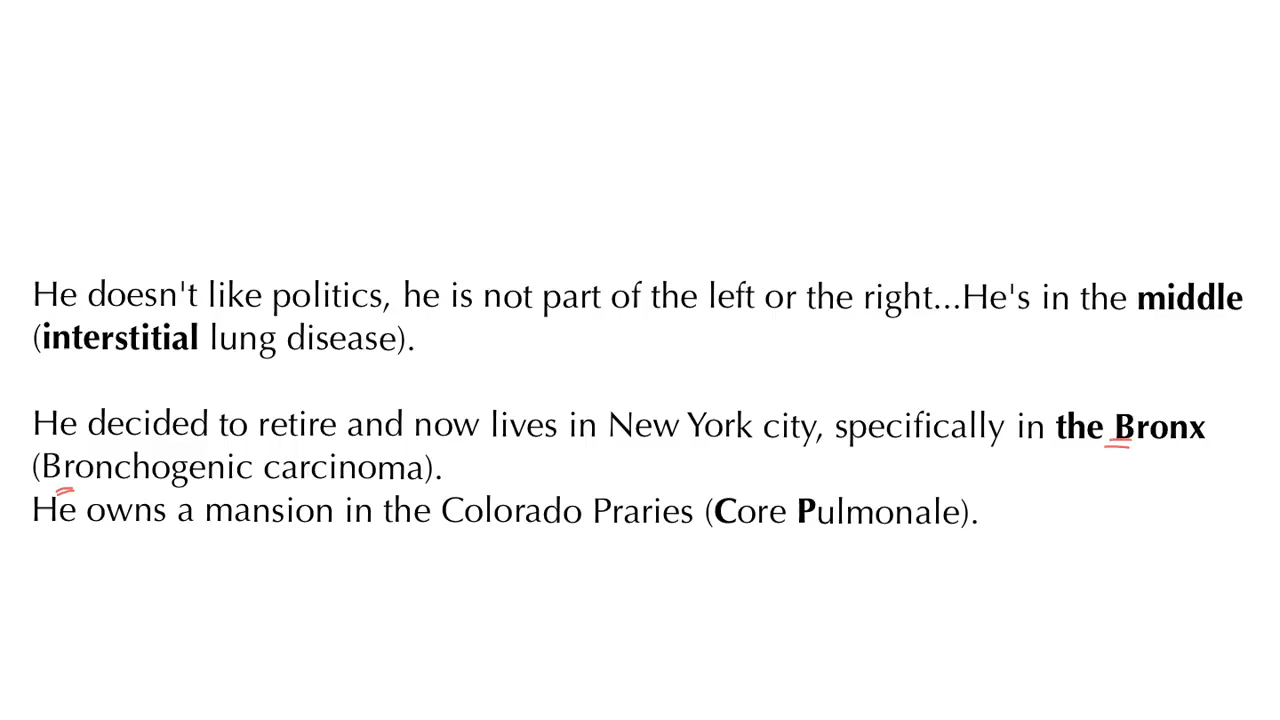 He doesn't like politics, he is not part of the left or the right...He's in the middle
(interstitial lung disease).
He decided to retire and now lives in New York city, specifically in the Bronx
(Bronchogenic carcinoma).
He owns a mansion in the Colorado Praries (Core Pulmonale).